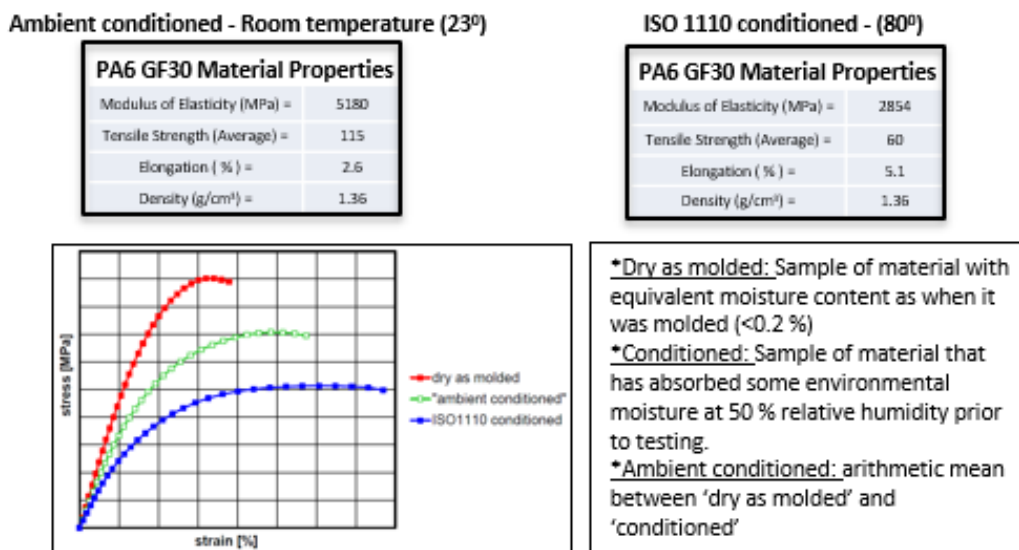 Ambient conditioned - Room temperature (23⁰)
PA6 GF30 Material Properties
Modulus of Elasticity (MPa) = 5180
Tensile Strength (Average) = 115
Elongation ( % ) = 2.6
Density (g/cm³) = 1.36
ISO 1110 conditioned - (80⁰)
PA6 GF30 Material Properties
Modulus of Elasticity (MPa) = 2854
Tensile Strength (Average) = 60
Elongation ( % ) = 5.1
Density (g/cm³) = 1.36
stress [MPa]
strain [%]
dry as molded
"ambient conditioned"
ISO1110 conditioned
*Dry as molded: Sample of material with
equivalent moisture content as when it
was molded (<0.2 %)
*Conditioned: Sample of material that
has absorbed some environmental
moisture at 50 % relative humidity prior
to testing.
*Ambient conditioned: arithmetic mean
between ‘dry as molded’ and
‘conditioned’